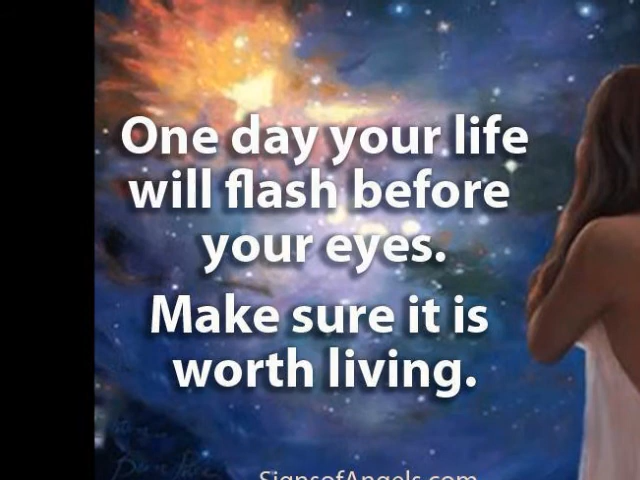 One day your life
will flash before
your eyes.
Make sure it is
worth living.
SignsofAngels.com